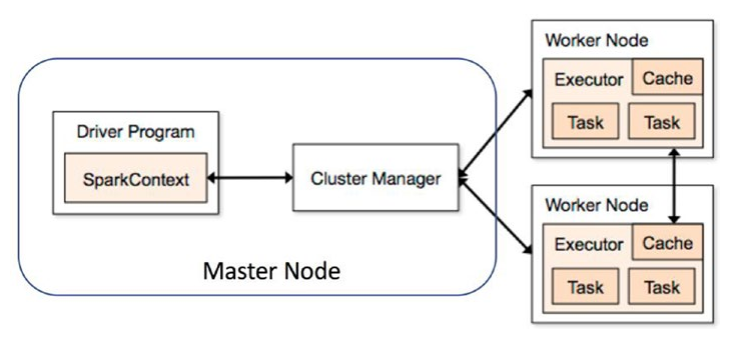 Driver Program
SparkContext
Cluster Manager
Master Node
Worker Node
Executor
Cache
Task
Task
Worker Node
Executor
Cache
Task
Task